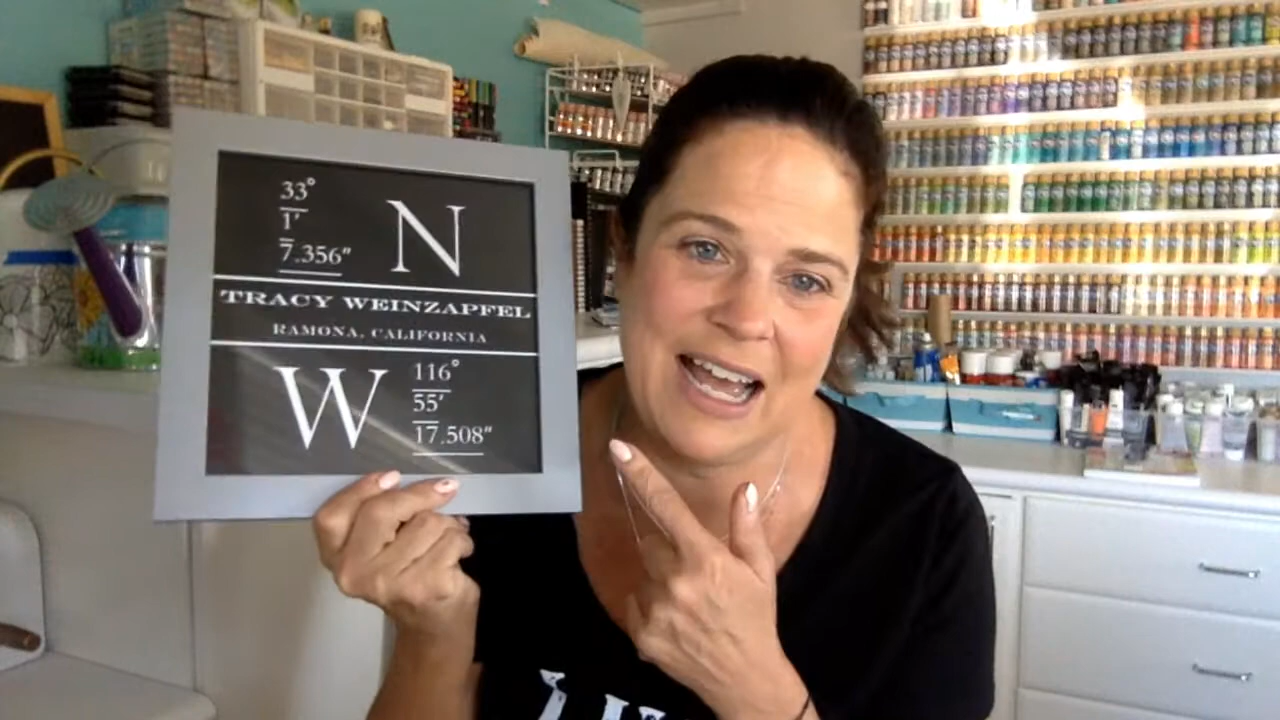 33°
1'
7.356"
N
TRACY WEINZAPFEL
RAMONA, CALIFORNIA
W
116°
55'
17.508"